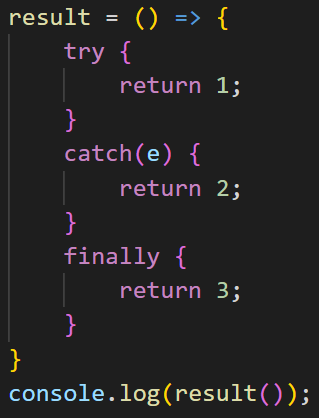 result = () => {
    try {
        return 1;
    }
    catch(e) {
        return 2;
    }
    finally {
        return 3;
    }
}
console.log(result());